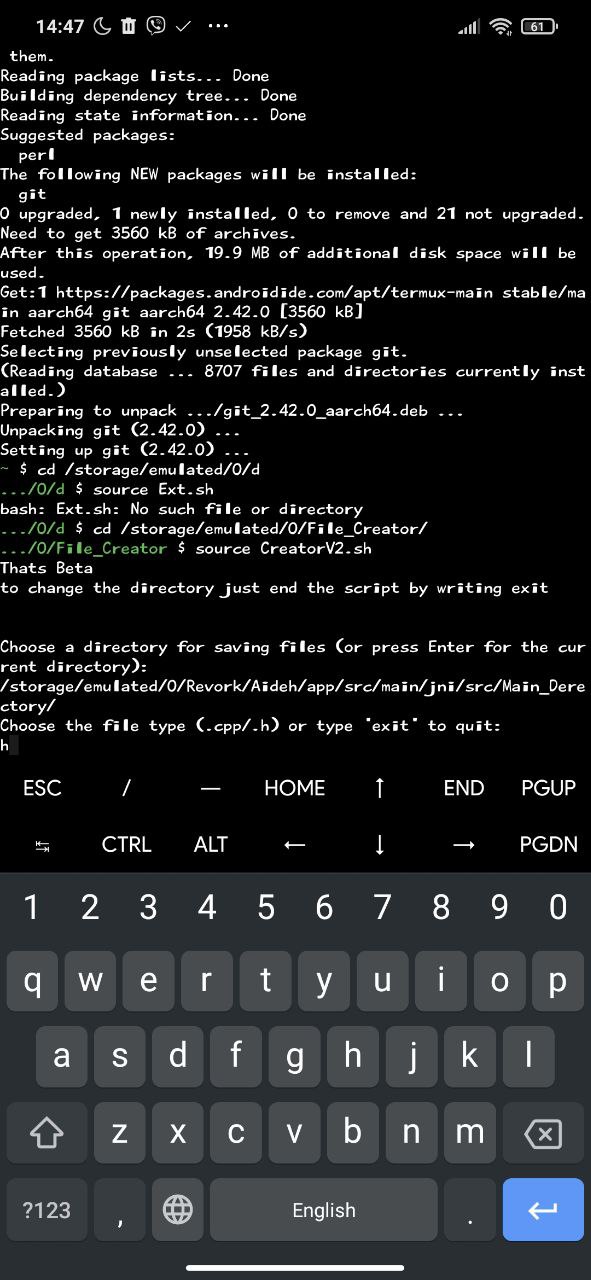 14:47 ... 61
them.
Reading package lists... Done
Building dependency tree... Done
Reading state information... Done
Suggested packages:
perl
The following NEW packages will be installed:
git
0 upgraded, 1 newly installed, 0 to remove and 21 not upgraded.
Need to get 3560 kB of archives.
After this operation, 19.9 MB of additional disk space will be
used.
Get:1 https://packages.androidide.com/apt/termux-main stable/ma
in aarch64 git aarch64 2.42.0 [3560 kB]
Fetched 3560 kB in 2s (1958 kB/s)
Selecting previously unselected package git.
(Reading database ... 8707 files and directories currently inst
alled.)
Preparing to unpack .../git_2.42.0_aarch64.deb ...
Unpacking git (2.42.0) ...
Setting up git (2.42.0) ...
~ $ cd /storage/emulated/0/d
.../0/d $ source Ext.sh
bash: Ext.sh: No such file or directory
.../0/d $ cd /storage/emulated/0/File_Creator/
.../0/File_Creator $ source CreatorV2.sh
Thats Beta
to change the directory just end the script by writing exit
Choose a directory for saving files (or press Enter for the cur
rent directory):
/storage/emulated/0/Revork/Aideh/app/src/main/jni/src/Main_Dere
ctory/
Choose the file type (.cpp/.h) or type "exit" to quit:
h
ESC / — HOME ↑ END PGUP
↹ CTRL ALT ← ↓ → PGDN
1 2 3 4 5 6 7 8 9 0
q w e r t y u i o p
a s d f g h j k l
z x c v b n m
?123 , English .